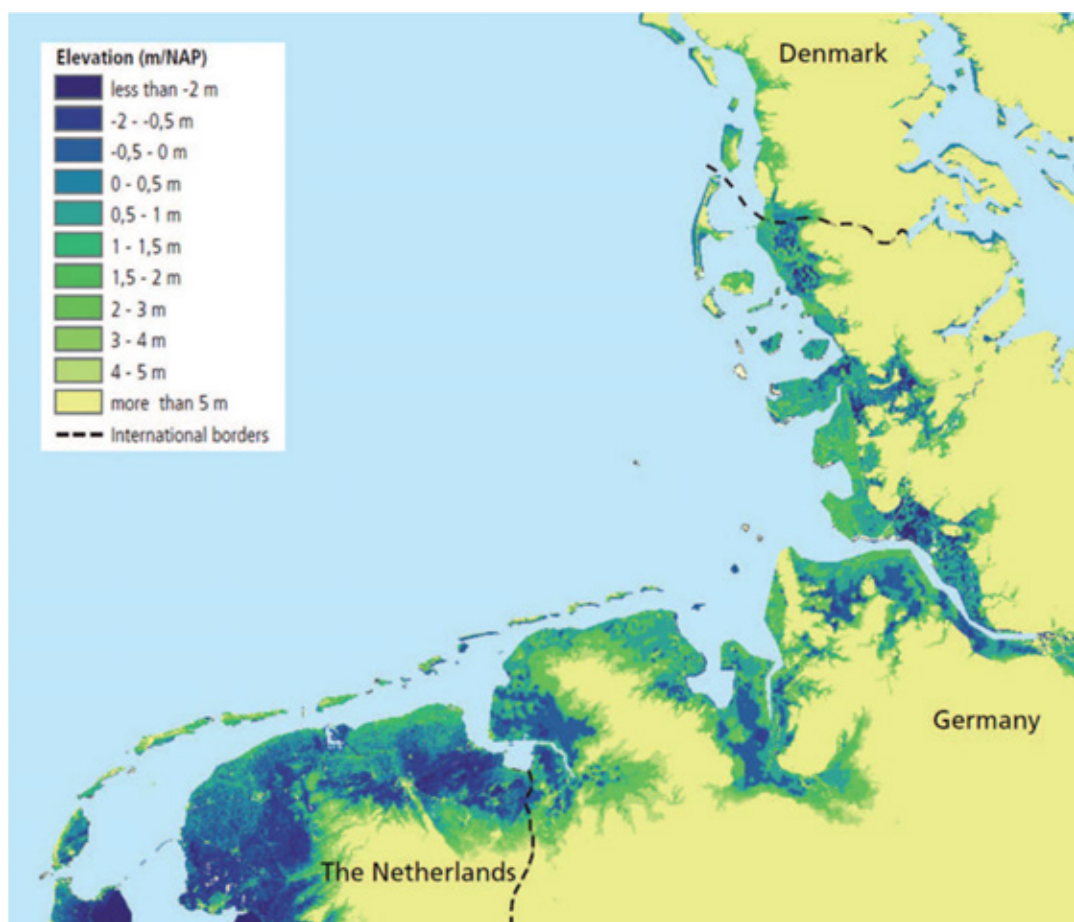 Elevation (m/NAP)
less than -2 m
-2 - -0,5 m
-0,5 - 0 m
0 - 0,5 m
0,5 - 1 m
1 - 1,5 m
1,5 - 2 m
2 - 3 m
3 - 4 m
4 - 5 m
more than 5 m
International borders
Denmark
Germany
The Netherlands